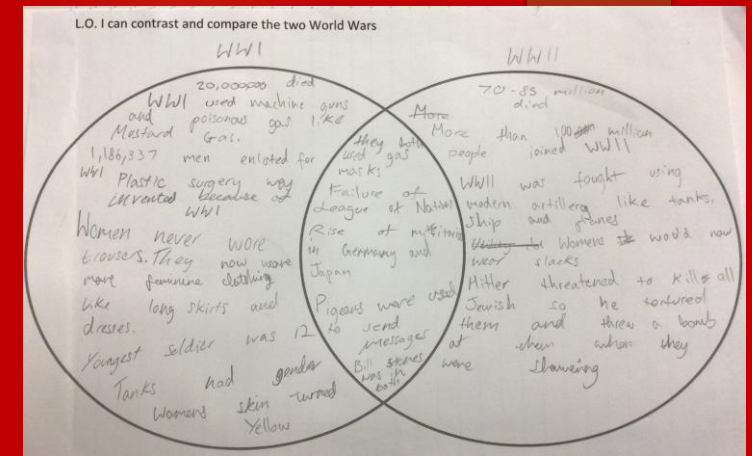 L.O. I can contrast and compare the two World Wars
WWI
20,000,000 died
WWI used machine guns
and poisonous gas like
Mustard Gas.
1,186,337 men enlisted for
WWI
Plastic surgery was
invented because of
WWI
Women never wore
trousers. They now wore
more feminine clothing
like long skirts and
dresses.
Youngest soldier was 12
Tanks had gender
Womens skin turned
Yellow
they both
used gas
masks
Failure of
League of Nation
Rise of
in Germany and
Japan
Pigeons were used
to send
messages
Bill
was in
both
WWII
70-85 million
died
More
More than 100 million
people joined WWII
WWII was fought using
modern artillery like tanks,
ship and planes
Womens would now
wear slacks
Hitler threatened to kill all
Jewish so he tortured
them and threw a bomb
at them when they
were